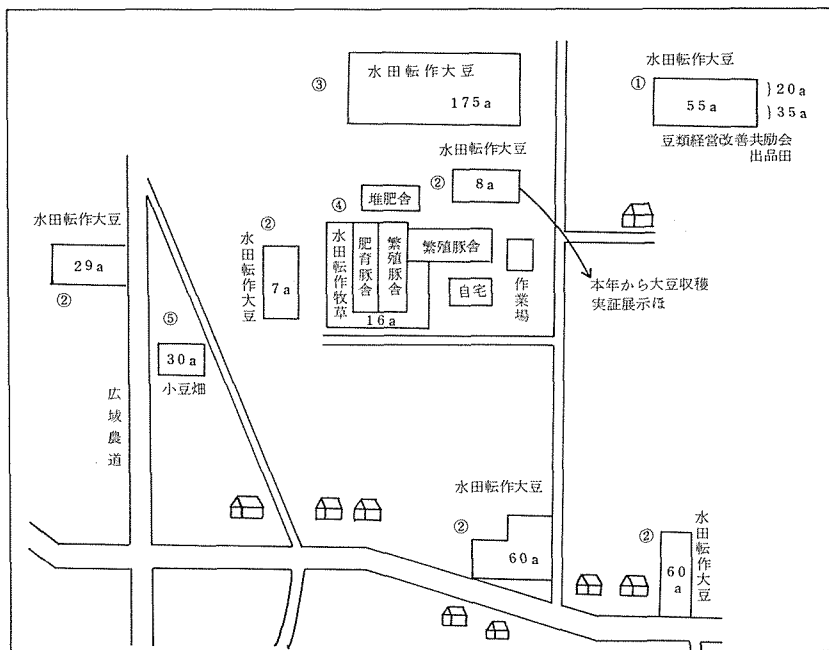 水田転作大豆
③
175a
水田転作大豆
①
55a
}20a
}35a
豆類経営改善共励会
出品田
水田転作大豆
②
8a
本年から大豆収穫
実証展示ほ
堆肥舎
④
水田転作牧草
肥育豚舎
繁殖豚舎
繁殖豚舎
自宅
作業場
16a
②
水田転作大豆
7a
水田転作大豆
29a
②
⑤
30a
小豆畑
広域農道
水田転作大豆
②
60a
②
60a
水田転作大豆